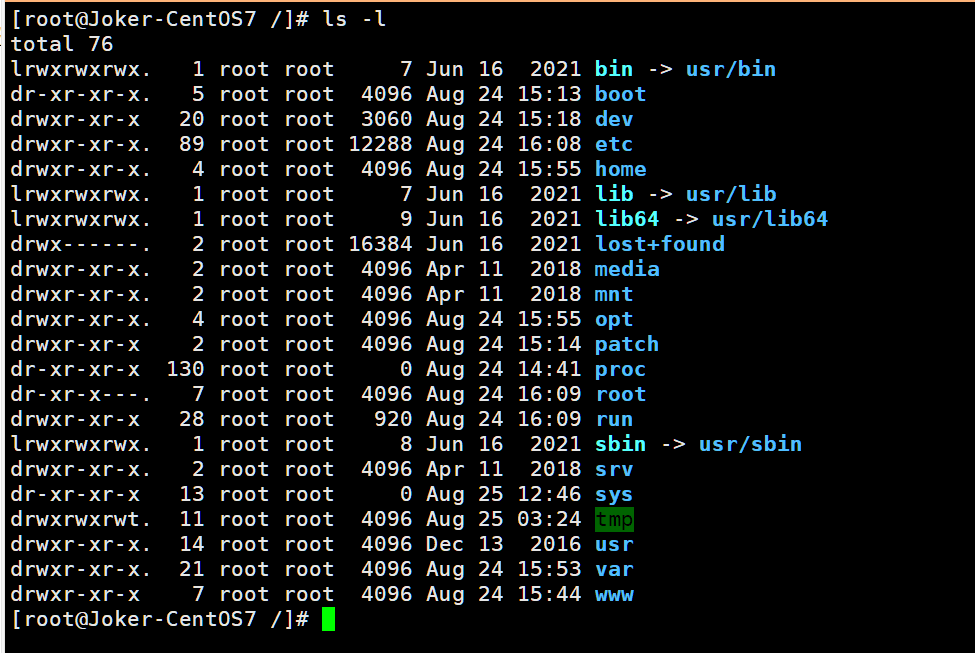 [root@Joker-CentOS7 /]# ls -l
total 76
lrwxrwxrwx.   1 root root     7 Jun 16  2021 bin -> usr/bin
dr-xr-xr-x.   5 root root  4096 Aug 24 15:13 boot
drwxr-xr-x   20 root root  3060 Aug 24 15:18 dev
drwxr-xr-x.  89 root root 12288 Aug 24 16:08 etc
drwxr-xr-x.   4 root root  4096 Aug 24 15:55 home
lrwxrwxrwx.   1 root root     7 Jun 16  2021 lib -> usr/lib
lrwxrwxrwx.   1 root root     9 Jun 16  2021 lib64 -> usr/lib64
drwx------.   2 root root 16384 Jun 16  2021 lost+found
drwxr-xr-x.   2 root root  4096 Apr 11  2018 media
drwxr-xr-x.   2 root root  4096 Apr 11  2018 mnt
drwxr-xr-x.   4 root root  4096 Aug 24 15:55 opt
drwxr-xr-x    2 root root  4096 Aug 24 15:14 patch
dr-xr-xr-x  130 root root     0 Aug 24 14:41 proc
dr-xr-x---.   7 root root  4096 Aug 24 16:09 root
drwxr-xr-x   28 root root   920 Aug 24 16:09 run
lrwxrwxrwx.   1 root root     8 Jun 16  2021 sbin -> usr/sbin
drwxr-xr-x.   2 root root  4096 Apr 11  2018 srv
dr-xr-xr-x   13 root root     0 Aug 25 12:46 sys
drwxrwxrwt.  11 root root  4096 Aug 25 03:24 tmp
drwxr-xr-x.  14 root root  4096 Dec 13  2016 usr
drwxr-xr-x.  21 root root  4096 Aug 24 15:53 var
drwxr-xr-x    7 root root  4096 Aug 24 15:44 www
[root@Joker-CentOS7 /]#